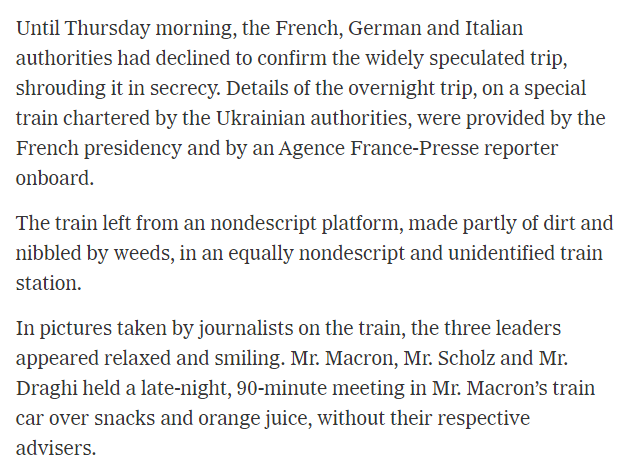 Until Thursday morning, the French, German and Italian
authorities had declined to confirm the widely speculated trip,
shrouding it in secrecy. Details of the overnight trip, on a special
train chartered by the Ukrainian authorities, were provided by the
French presidency and by an Agence France-Presse reporter
onboard.
The train left from an nondescript platform, made partly of dirt and
nibbled by weeds, in an equally nondescript and unidentified train
station.
In pictures taken by journalists on the train, the three leaders
appeared relaxed and smiling. Mr. Macron, Mr. Scholz and Mr.
Draghi held a late-night, 90-minute meeting in Mr. Macron’s train
car over snacks and orange juice, without their respective
advisers.